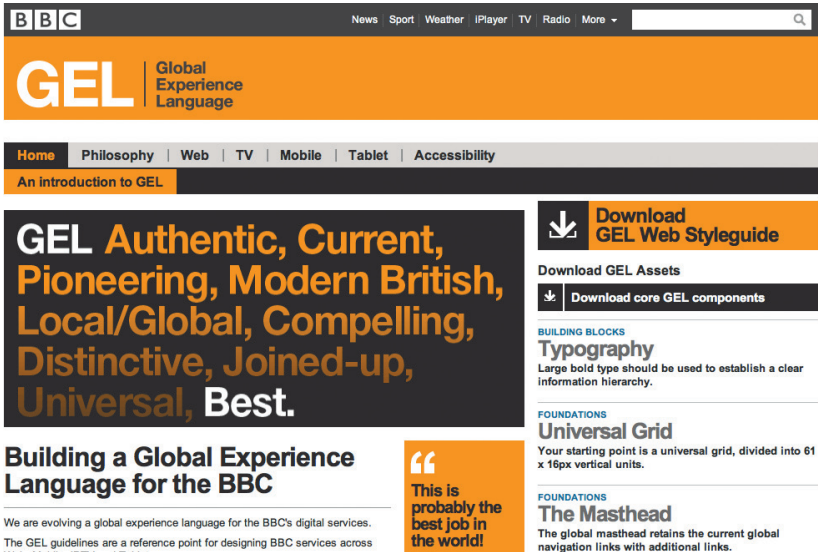 BBC
News Sport Weather iPlayer TV Radio More
GEL
Global
Experience
Language
Home Philosophy Web TV Mobile Tablet Accessibility
An introduction to GEL
GEL Authentic, Current,
Pioneering, Modern British,
Local/Global, Compelling,
Distinctive, Joined-up,
Universal, Best.
Building a Global Experience
Language for the BBC
We are evolving a global experience language for the BBC's digital services.
The GEL guidelines are a reference point for designing BBC services across
“
This is
probably the
best job in
the world!
Download
GEL Web Styleguide
Download GEL Assets
Download core GEL components
BUILDING BLOCKS
Typography
Large bold type should be used to establish a clear
information hierarchy.
FOUNDATIONS
Universal Grid
Your starting point is a universal grid, divided into 61
x 16px vertical units.
FOUNDATIONS
The Masthead
The global masthead retains the current global
navigation links with additional links.